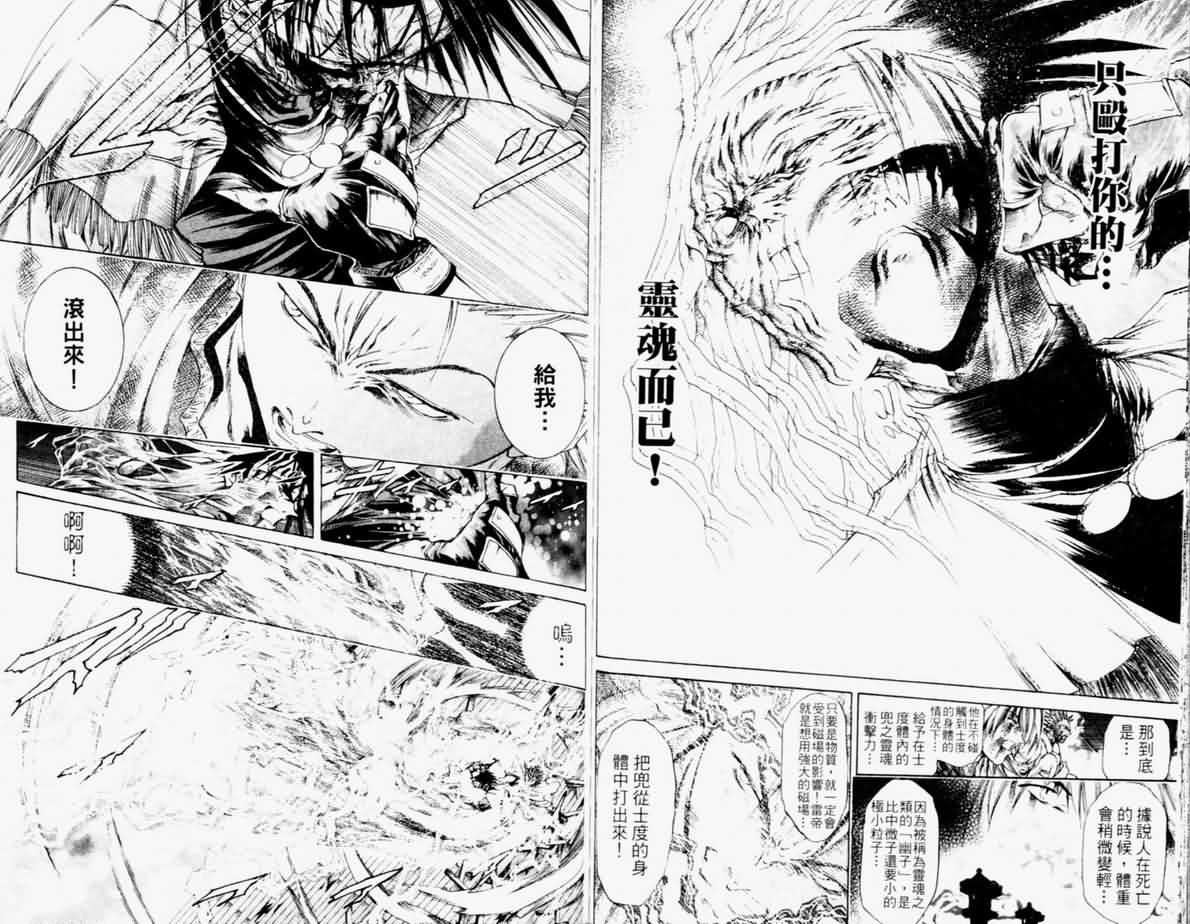 只毆打你的…
靈魂而已！
那到底
是…
他在不碰
觸到士度
的身體的
情況下…
給予在士
度體內的
兜之靈魂
衝擊力…
據說人在死亡
的時候，體重
會稍微變輕…
因為被稱為靈魂之
類的「幽子」，是
比中微子還要小的
極小粒子…
只要是物質，就一定會
受到磁場的影響！雷帝
就是想用強大的磁場…
把兜從士度的身
體中打出來！
給我…
滾出來！
嗚…
啊
啊！